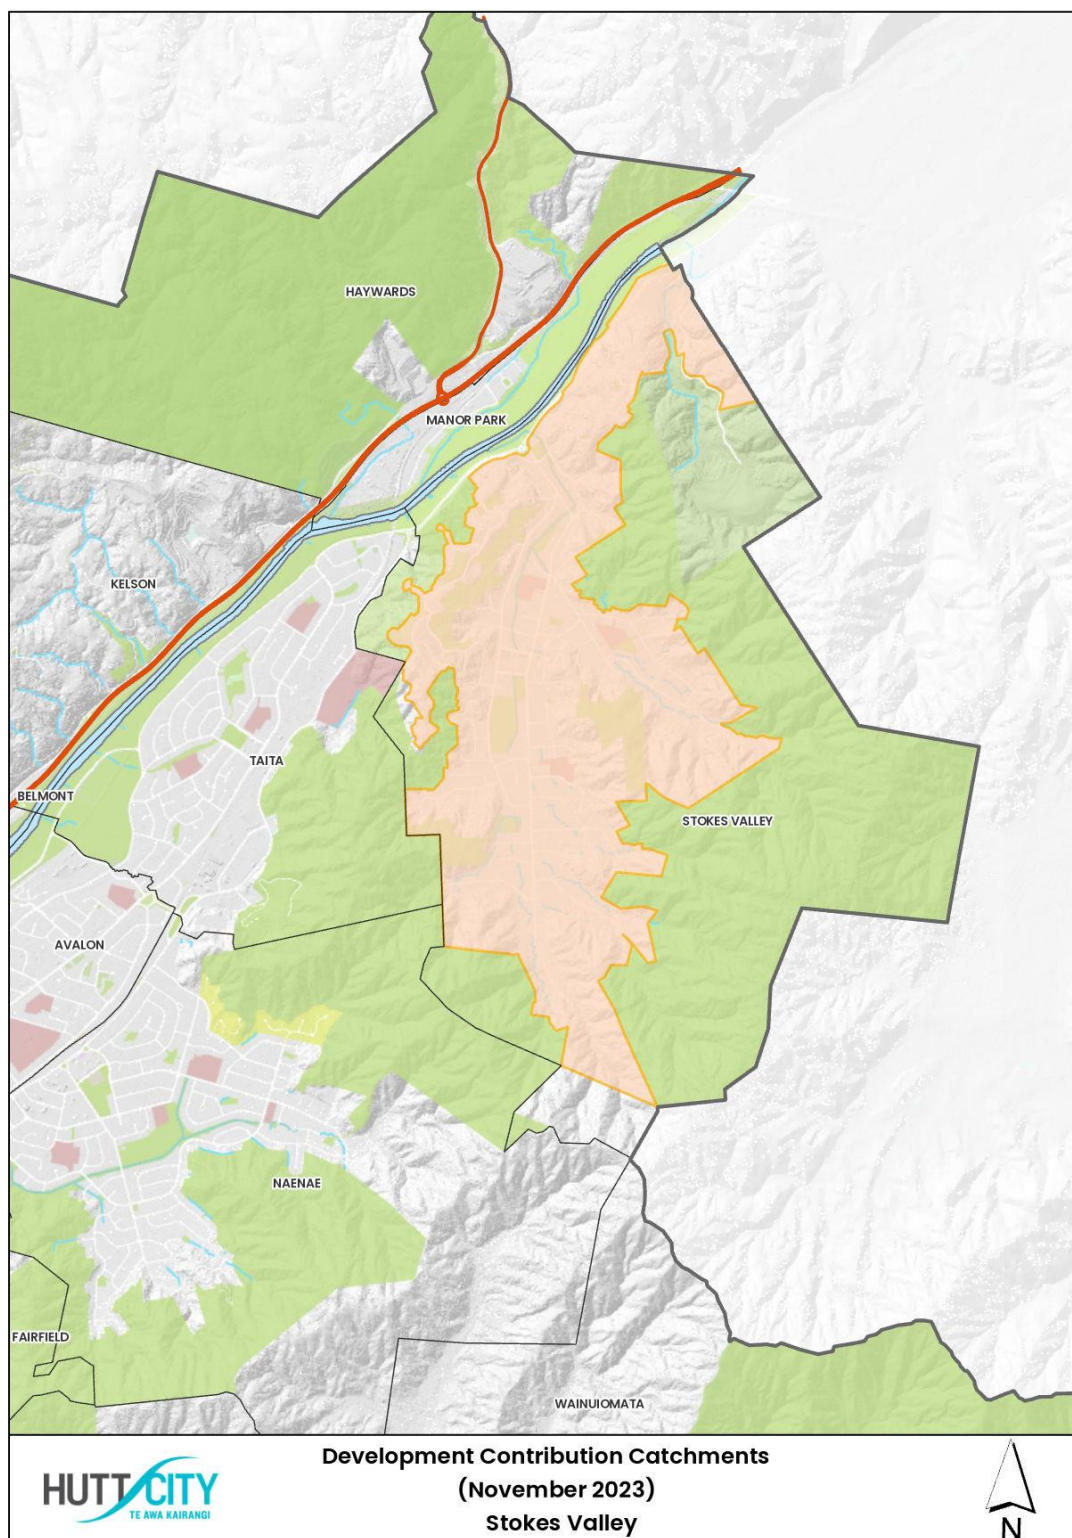 HAYWARDS
MANOR PARK
KELSON
TAITA
BELMONT
STOKES VALLEY
AVALON
NAENAE
FAIRFIELD
WAINUIOMATA
HUTT CITY
TE AWA KAIRANGI
Development Contribution Catchments
(November 2023)
Stokes Valley
N